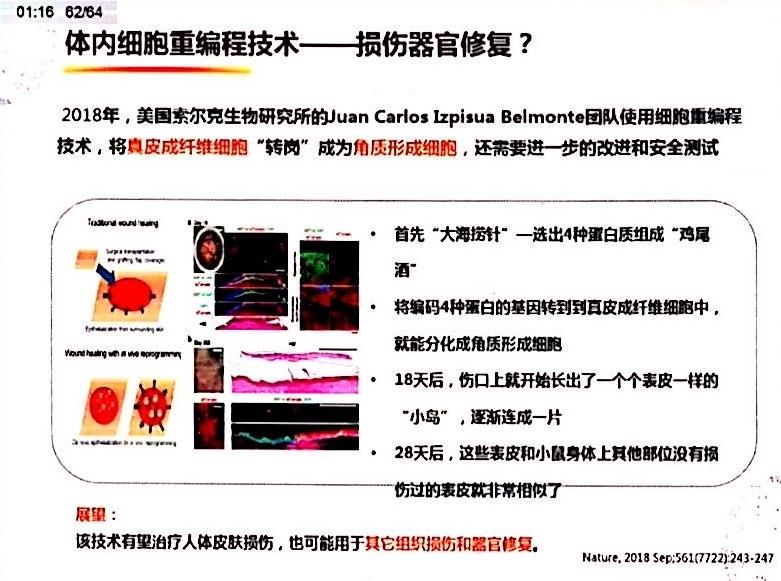 01:16 62/64
体内细胞重编程技术——损伤器官修复？
2018年，美国索尔克生物研究所的Juan Carlos Izpisua Belmonte团队使用细胞重编程
技术，将真皮成纤维细胞“转岗”成为角质形成细胞，还需要进一步的改进和安全测试
Traditional wound healing
Surgical transplantation
Epithelialization from surrounding skin
Wound healing with in vivo reprogramming
De novo epithelialization by in vivo reprogramming
• 首先“大海捞针”—选出4种蛋白质组成“鸡尾
酒”
• 将编码4种蛋白的基因转到到真皮成纤维细胞中，
就能分化成角质形成细胞
• 18天后，伤口上就开始长出了一个个表皮一样的
“小岛”，逐渐连成一片
• 28天后，这些表皮和小鼠身体上其他部位没有损
伤过的表皮就非常相似了
展望：
该技术有望治疗人体皮肤损伤，也可能用于其它组织损伤和器官修复。
Nature, 2018 Sep;561(7722):243-247